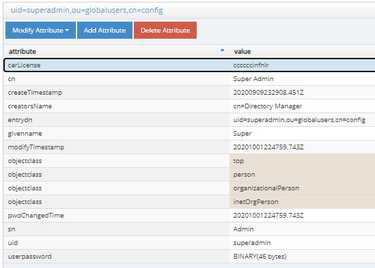 uid=superadmin,ou=globalusers,cn=config
Modify Attribute Add Attribute Delete Attribute
attribute value
carLicense
cn Super Admin
createTimestamp 20200909232908.451Z
creatorsName cn=Directory Manager
entrydn uid=superadmin,ou=globalusers,cn=config
givenname Super
modifyTimestamp 20201001224759.743Z
objectclass top
objectclass person
objectclass organizationalPerson
objectclass inetOrgPerson
pwdChangedTime 20201001224759.743Z
sn Admin
uid superadmin
userpassword BINARY(46 bytes)